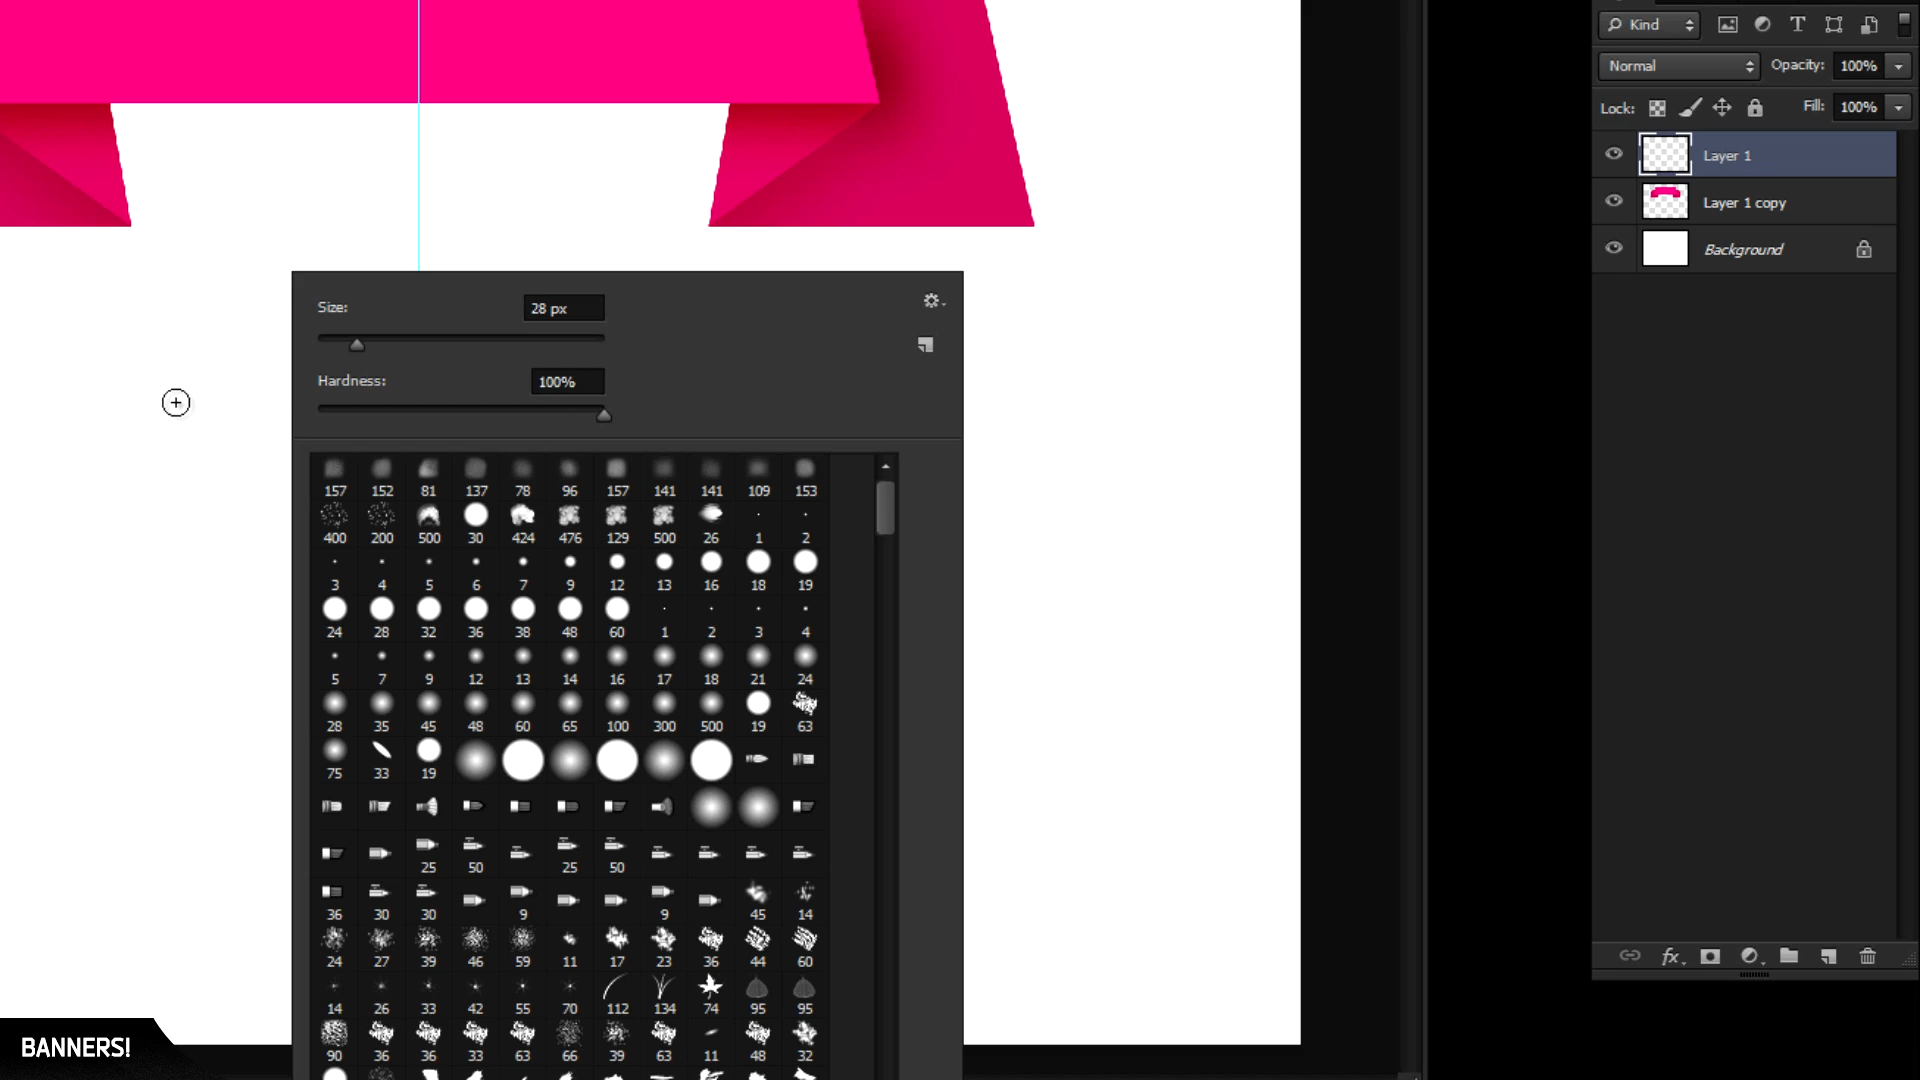 Kind
Normal Opacity: 100%
Lock: Fill: 100%
Layer 1
Layer 1 copy
Background
Size: 28 px
Hardness: 100%
157 152 81 137 78 96 157 141 141 109 153
400 200 500 30 424 476 129 500 26 1 2
3 4 5 6 7 9 12 13 16 18 19
24 28 32 36 38 48 60 1 2 3 4
5 7 9 12 13 14 16 17 18 21 24
28 35 45 48 60 65 100 300 500 19 63
75 33 19
25 50 25 50
36 30 30 9 9 45 14
24 27 39 46 59 11 17 23 36 44 60
14 26 33 42 55 70 112 134 74 95 95
90 36 36 33 63 66 39 63 11 48 32
fx
BANNERS!